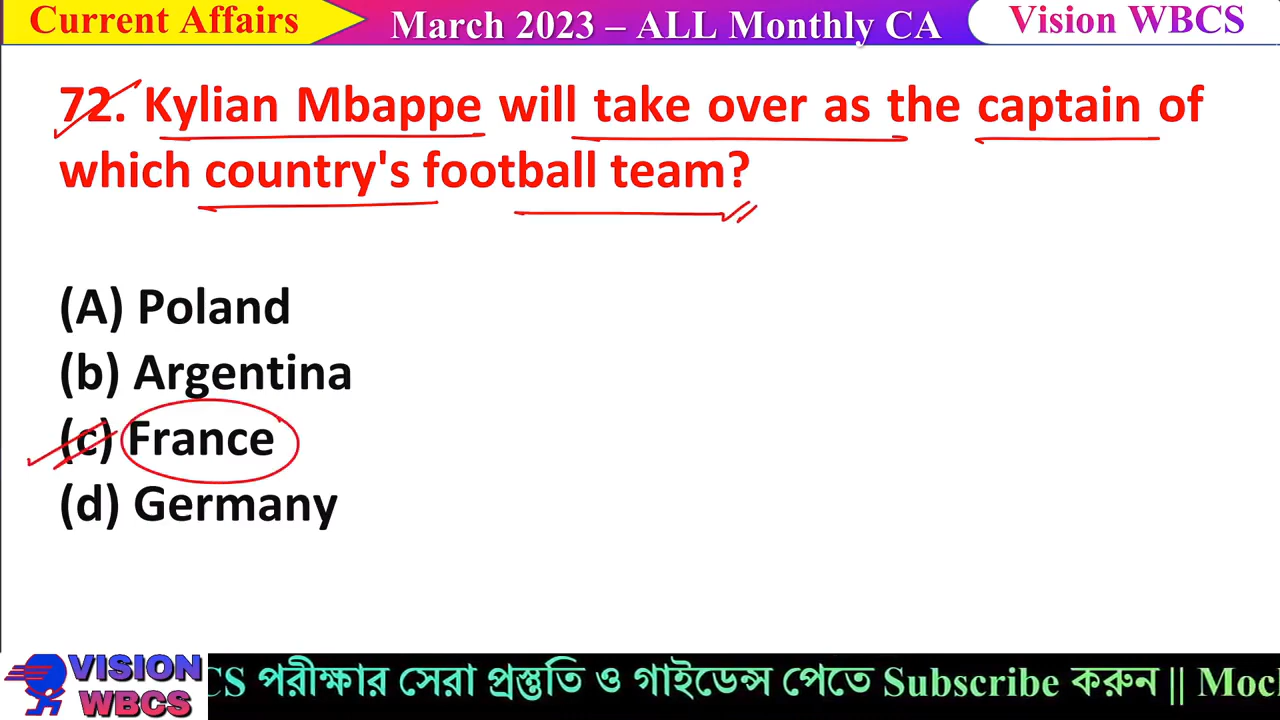 Current Affairs
March 2023 – ALL Monthly CA
Vision WBCS
72. Kylian Mbappe will take over as the captain of
which country's football team?
(A) Poland
(b) Argentina
(c) France
(d) Germany
VISION
WBCS
CS পরীক্ষার সেরা প্রস্তুতি ও গাইডেন্স পেতে Subscribe করুন || Moc